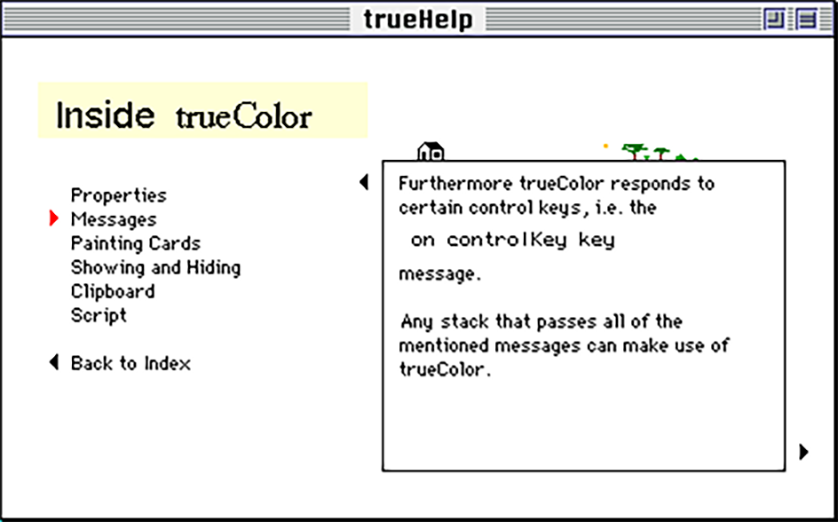 trueHelp
Inside trueColor
Properties
Messages
Painting Cards
Showing and Hiding
Clipboard
Script
Back to Index
Furthermore trueColor responds to
certain control keys, i.e. the
on controlKey key
message.
Any stack that passes all of the
mentioned messages can make use of
trueColor.